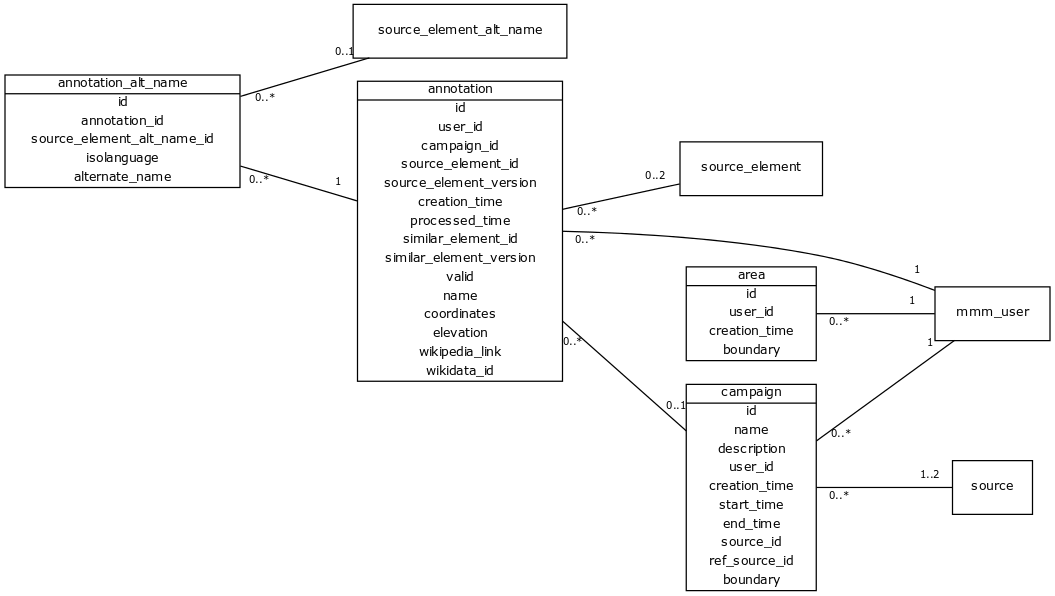 source_element_alt_name
0..1
0..*
annotation_alt_name
id
annotation_id
source_element_alt_name_id
isolanguage
alternate_name
0..*
1
annotation
id
user_id
campaign_id
source_element_id
source_element_version
creation_time
processed_time
similar_element_id
similar_element_version
valid
name
coordinates
elevation
wikipedia_link
wikidata_id
0..*
0..2
source_element
0..*
1
area
id
user_id
creation_time
boundary
0..*
1
mmm_user
0..*
0..1
1
0..*
campaign
id
name
description
user_id
creation_time
start_time
end_time
source_id
ref_source_id
boundary
0..*
1..2
source